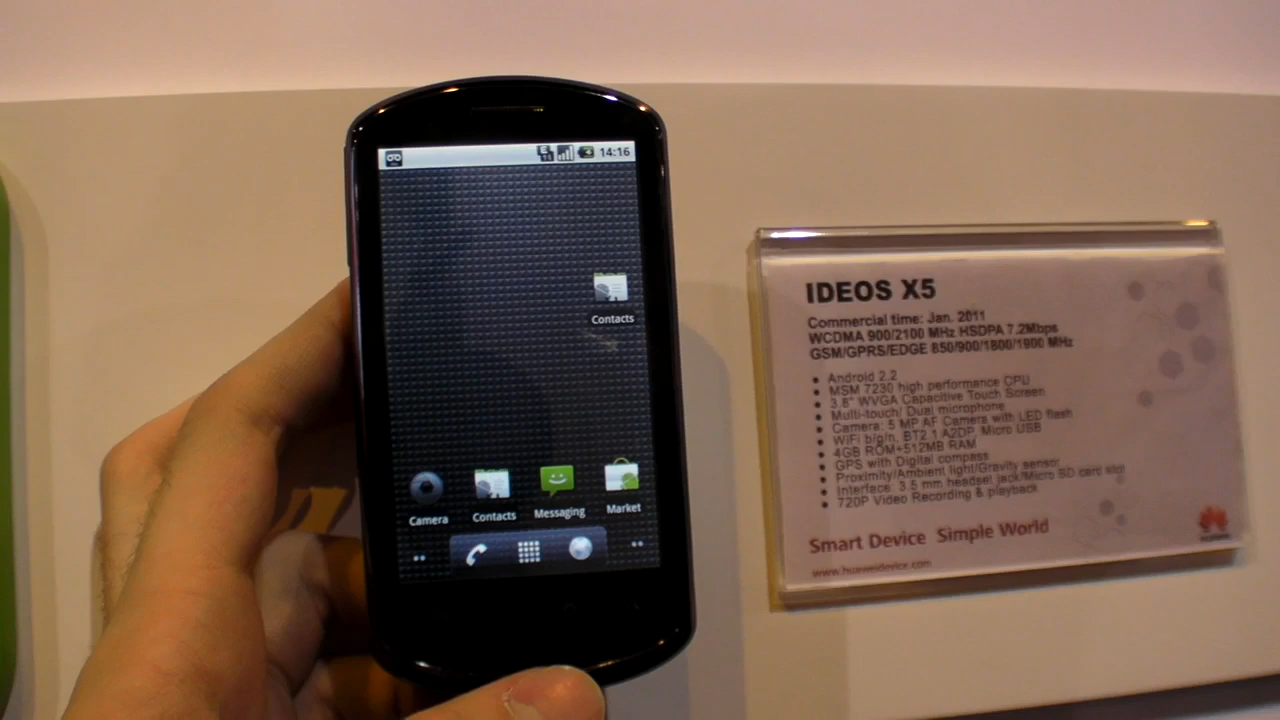 14:16
Contacts
Camera
Contacts
Messaging
Market
IDEOS X5
Commercial time: Jan. 2011
WCDMA 900/2100 MHz HSDPA 7.2Mbps
GSM/GPRS/EDGE 850/900/1800/1900 MHz
Android 2.2
MSM 7230 high performance CPU
3.8" WVGA Capacitive Touch Screen
Multi-touch/ Dual microphone
Camera: 5 MP AF Camera with LED flash
WiFi b/g/n, BT2.1 A2DP, Micro USB
4GB ROM+512MB RAM
GPS with Digital compass
Proximity/Ambient light/Gravity sensor
Interface: 3.5 mm headset jack/Micro SD card slot
720P Video Recording & playback
Smart Device Simple World
www.huaweidevice.com